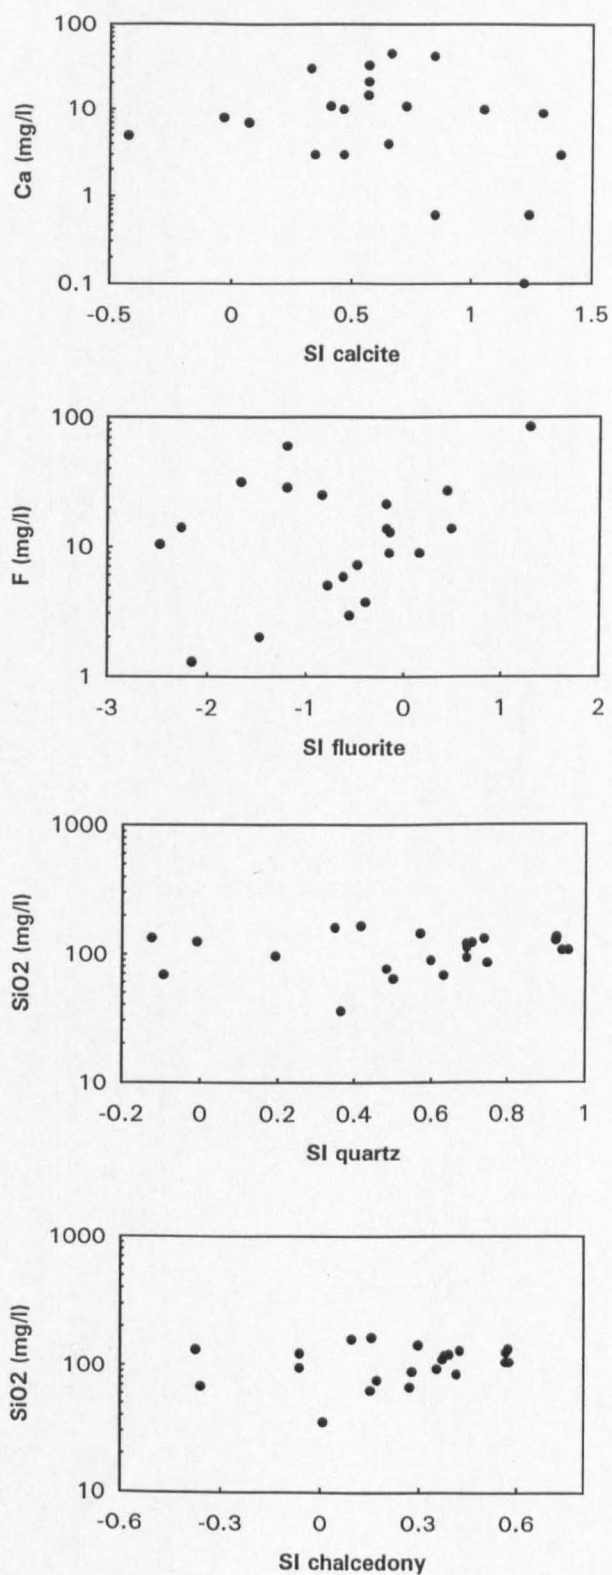 100
10
1
0.1
Ca (mg/l)
-0.5 0 0.5 1 1.5
SI calcite
100
10
1
F (mg/l)
-3 -2 -1 0 1 2
SI fluorite
1000
100
10
SiO2 (mg/l)
-0.2 0 0.2 0.4 0.6 0.8 1
SI quartz
1000
100
10
SiO2 (mg/l)
-0.6 -0.3 0 0.3 0.6
SI chalcedony